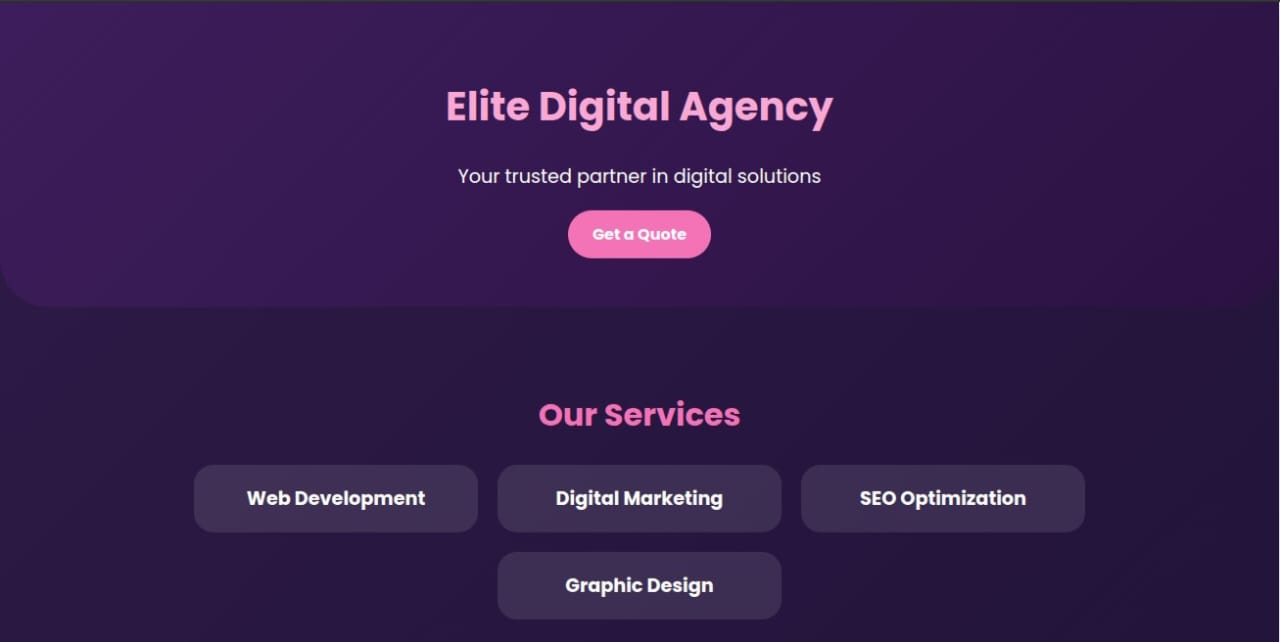 Elite Digital Agency
Your trusted partner in digital solutions
Get a Quote
Our Services
Web Development
Digital Marketing
SEO Optimization
Graphic Design